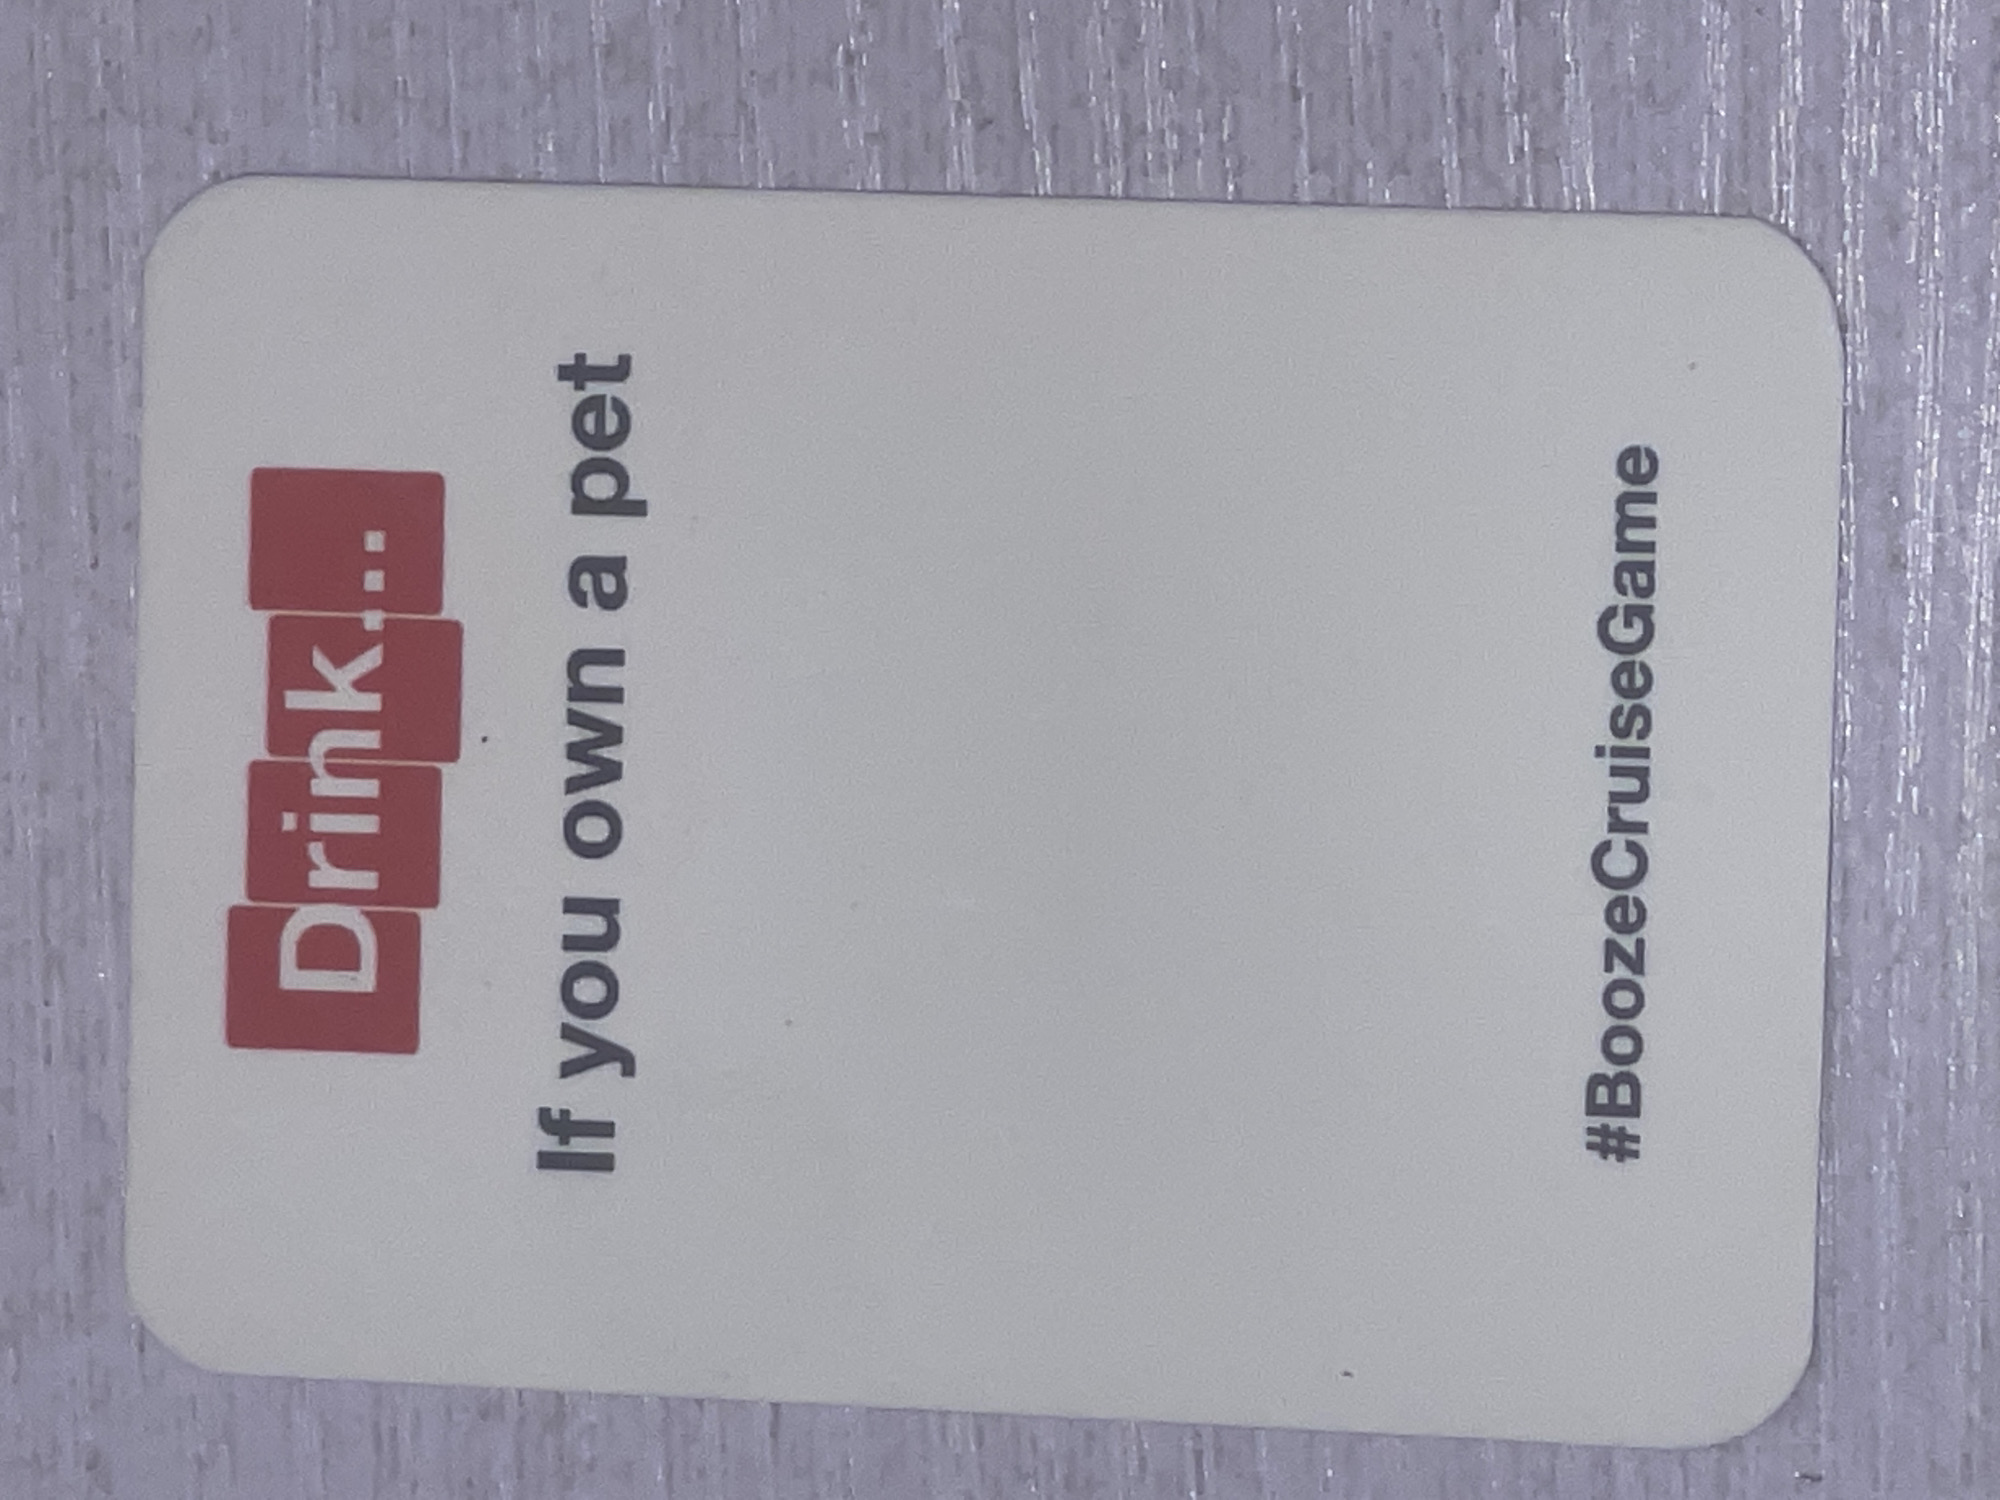 Drink...
If you own a pet
#BoozeCruiseGame